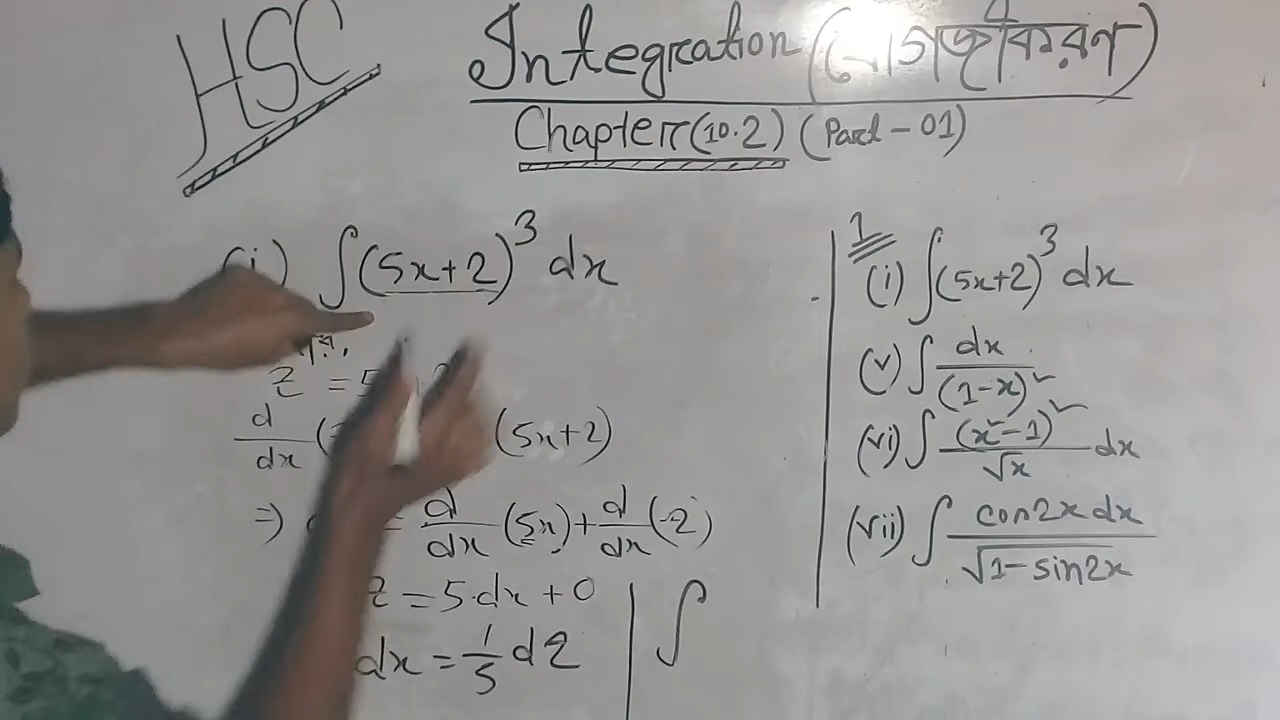 HSC
Integration (যোগজীকরণ)
Chapter (10.2) (Part - 01)
(i) ∫(5x+2)³ dx
z = 5
d/dx (5x+2)
⇒ = d/dx (5x) + d/dx (2)
z = 5·dx + 0
dx = 1/5 dz
∫
1
(i) ∫(5x+2)³ dx
(v) ∫ dx/(1-x)²
(vi) ∫ (x²-1)²/√x dx
(vii) ∫ cos2x dx/√1-sin2x